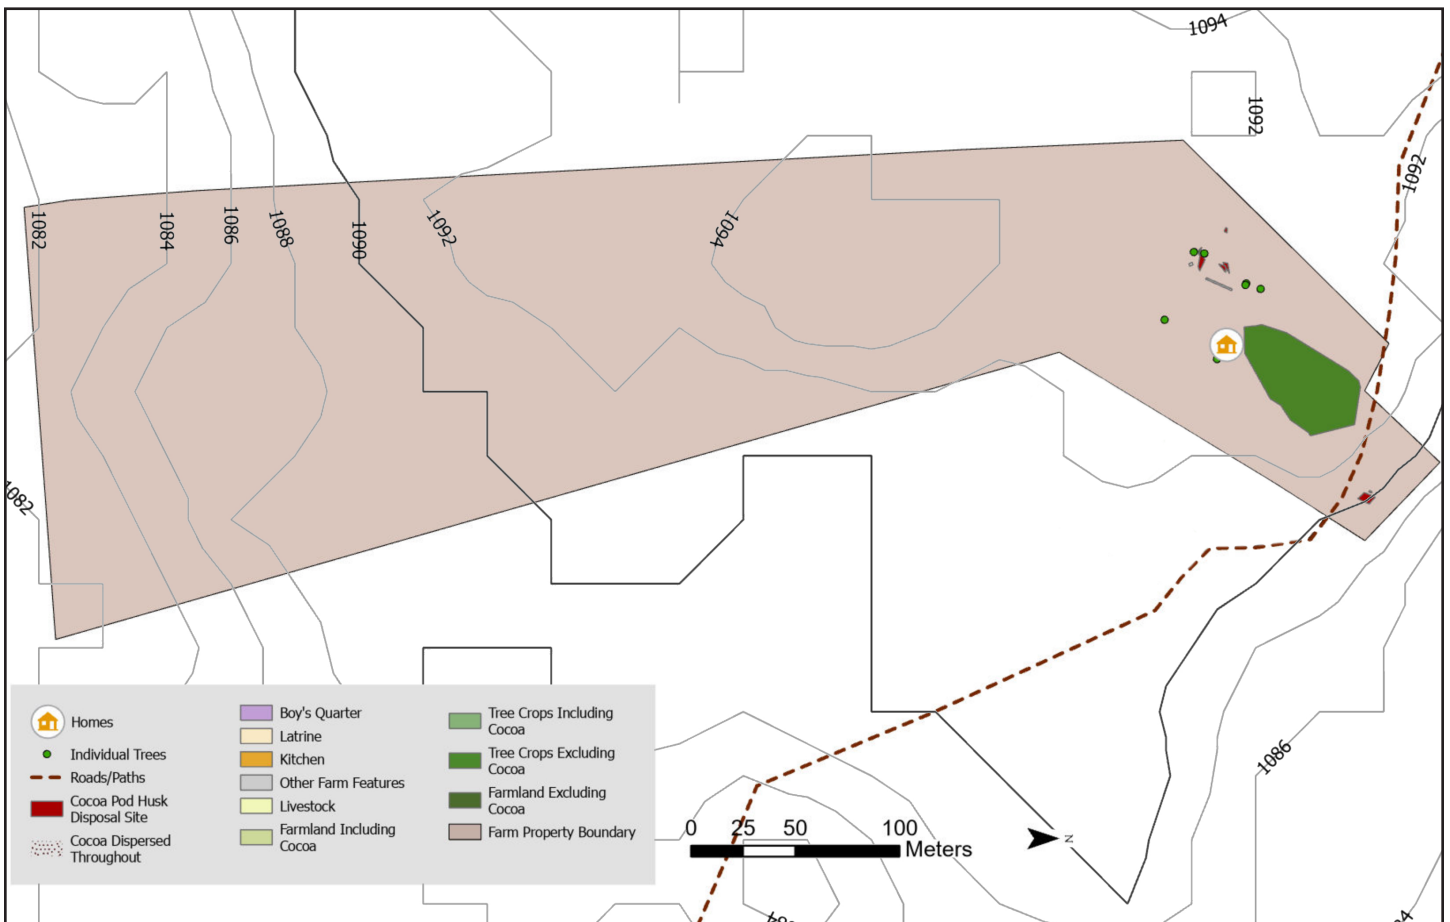 1094
1092
1092
1082
1084
1086
1088
1090
1092
1094
1082
1086
Homes
Individual Trees
Roads/Paths
Cocoa Pod Husk
Disposal Site
Cocoa Dispersed
Throughout
Boy's Quarter
Latrine
Kitchen
Other Farm Features
Livestock
Farmland Including
Cocoa
Tree Crops Including
Cocoa
Tree Crops Excluding
Cocoa
Farmland Excluding
Cocoa
Farm Property Boundary
0 25 50 100
Meters
N